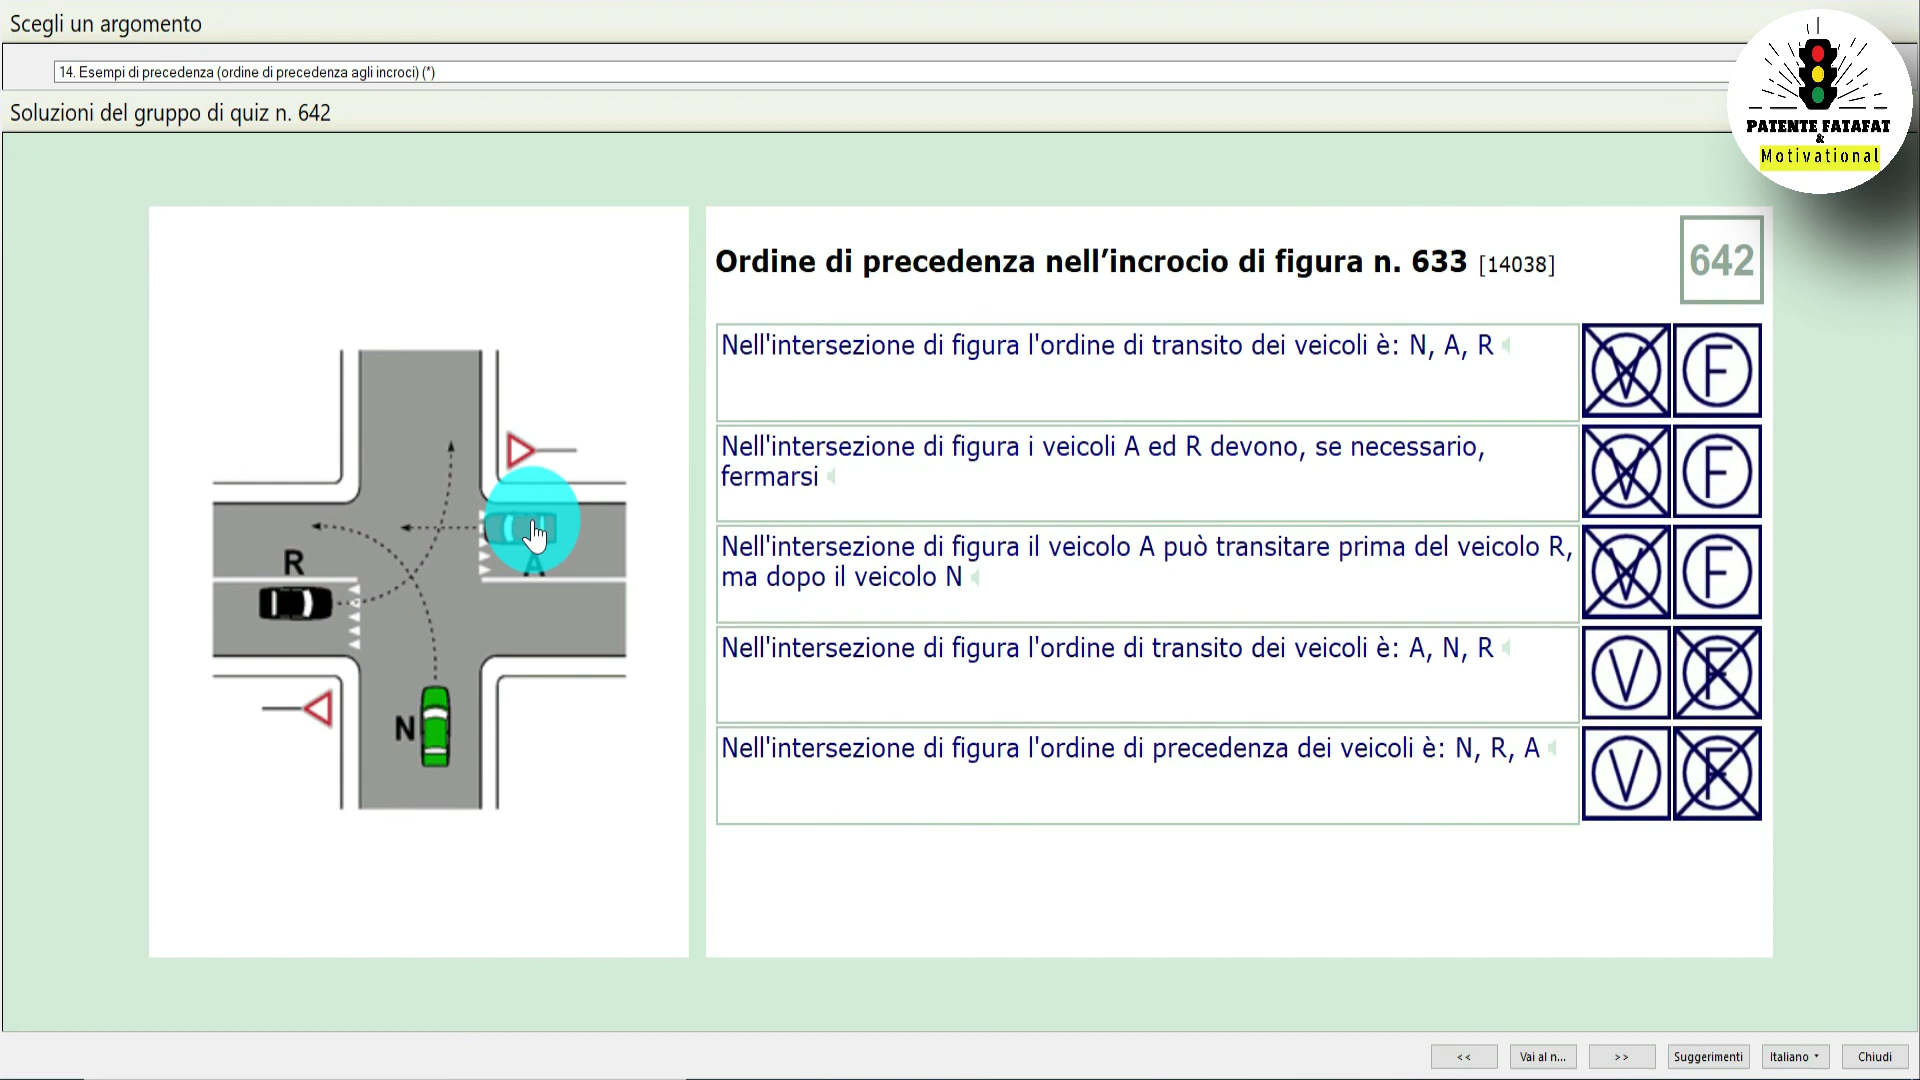 Scegli un argomento
14. Esempi di precedenza (ordine di precedenza agli incroci) (*)
Soluzioni del gruppo di quiz n. 642
PATENTE FATAFAT
&
Motivational
Ordine di precedenza nell’incrocio di figura n. 633 [14038]
642
Nell'intersezione di figura l'ordine di transito dei veicoli è: N, A, R
V F
Nell'intersezione di figura i veicoli A ed R devono, se necessario,
fermarsi
V F
Nell'intersezione di figura il veicolo A può transitare prima del veicolo R,
ma dopo il veicolo N
V F
Nell'intersezione di figura l'ordine di transito dei veicoli è: A, N, R
V F
Nell'intersezione di figura l'ordine di precedenza dei veicoli è: N, R, A
V F
R
A
N
<< Vai al n... >> Suggerimenti Italiano Chiudi